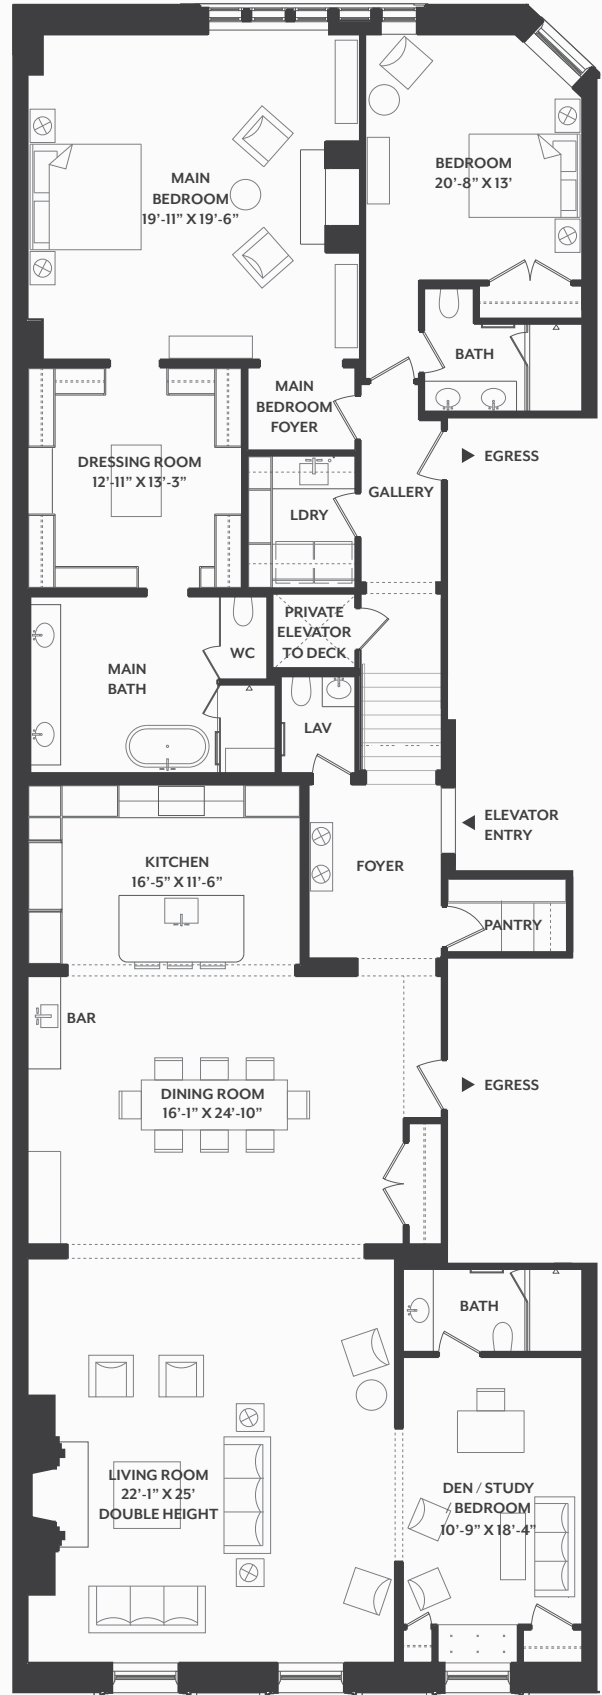 BEDROOM
20'-8" X 13'
MAIN
BEDROOM
19'-11" X 19'-6"
BATH
MAIN
BEDROOM
FOYER
EGRESS
DRESSING ROOM
12'-11" X 13'-3"
GALLERY
LDRY
PRIVATE
ELEVATOR
TO DECK
WC
MAIN
BATH
LAV
ELEVATOR
ENTRY
KITCHEN
16'-5" X 11'-6"
FOYER
PANTRY
BAR
EGRESS
DINING ROOM
16'-1" X 24'-10"
BATH
LIVING ROOM
22'-1" X 25'
DOUBLE HEIGHT
DEN / STUDY
/ BEDROOM
10'-9" X 18'-4"